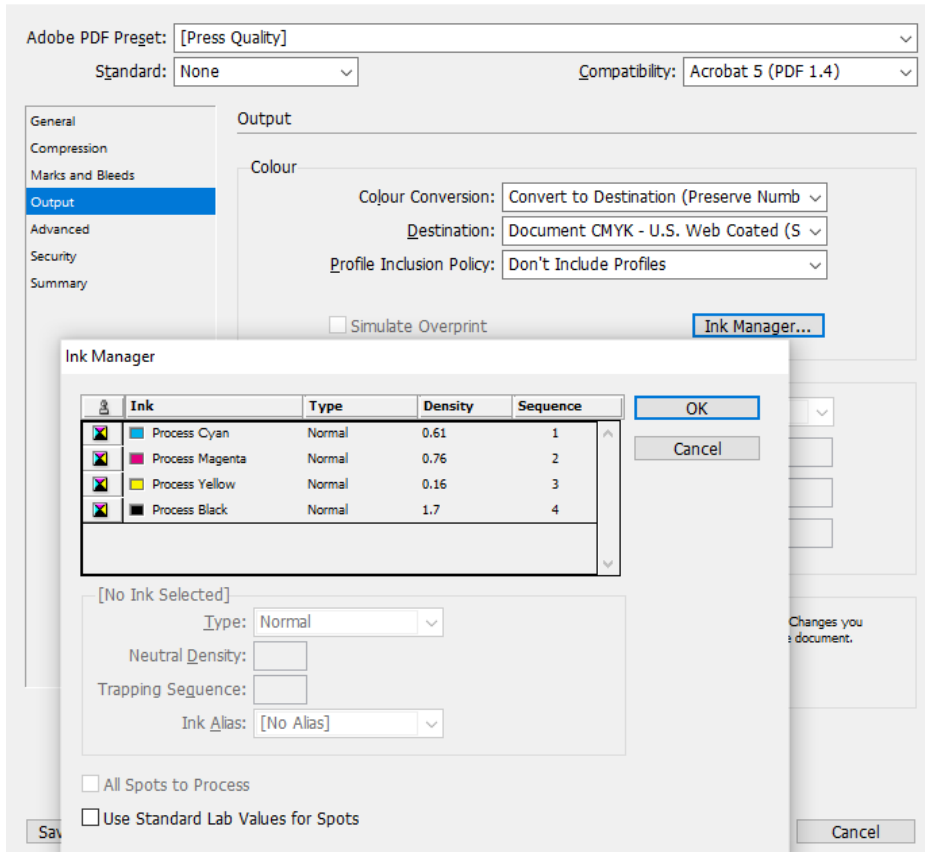 Adobe PDF Preset: [Press Quality]
Standard: None Compatibility: Acrobat 5 (PDF 1.4)
General
Compression
Marks and Bleeds
Output
Advanced
Security
Summary
Output
Colour
Colour Conversion: Convert to Destination (Preserve Numb
Destination: Document CMYK - U.S. Web Coated (S
Profile Inclusion Policy: Don't Include Profiles
Simulate Overprint Ink Manager...
Ink Manager
Ink Type Density Sequence
Process Cyan Normal 0.61 1
Process Magenta Normal 0.76 2
Process Yellow Normal 0.16 3
Process Black Normal 1.7 4
OK
Cancel
[No Ink Selected]
Type: Normal
Neutral Density:
Trapping Sequence:
Ink Alias: [No Alias]
All Spots to Process
Use Standard Lab Values for Spots
Changes you
document.
Sav
Cancel